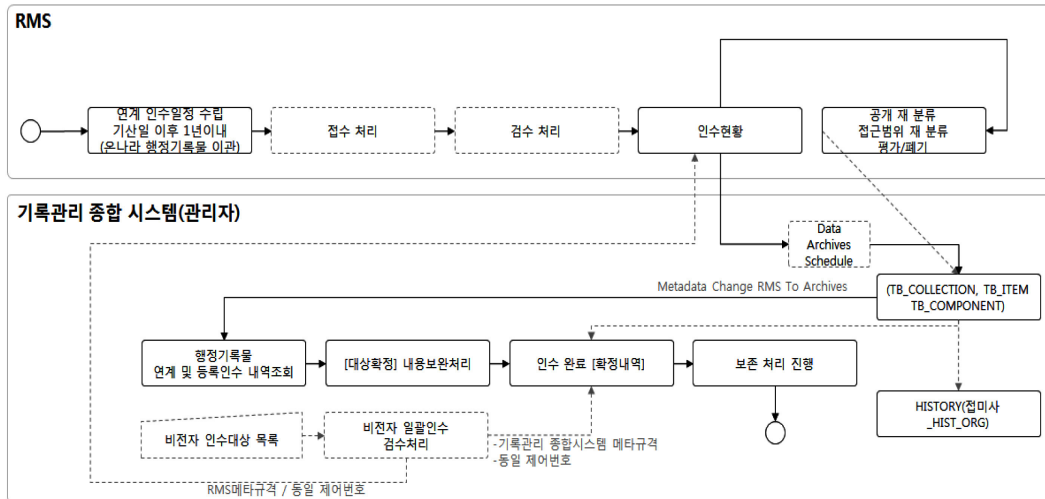 RMS
연계 인수일정 수립
기산일 이후 1년이내
(온나라 행정기록물 이관)
접수 처리
검수 처리
인수현황
공개 재 분류
접근범위 재 분류
평가/폐기
기록관리 종합 시스템(관리자)
Data
Archives
Schedule
Metadata Change RMS To Archives
(TB_COLLECTION, TB_ITEM
TB_COMPONENT)
행정기록물
연계 및 등록인수 내역조회
[대상확정] 내용보완처리
인수 완료 [확정내역]
보존 처리 진행
HISTORY(접미사
_HIST_ORG)
비전자 인수대상 목록
비전자 일괄인수
검수처리
-기록관리 종합시스템 메타규격
-동일 제어번호
RMS메타규격 / 동일 제어번호